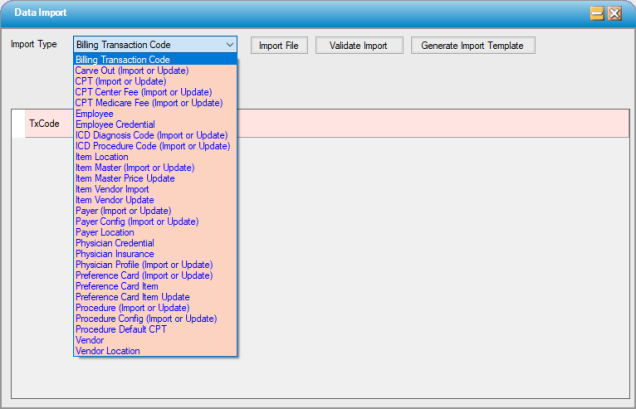 Data Import
Import Type
Billing Transaction Code
Import File
Validate Import
Generate Import Template
Billing Transaction Code
Carve Out (Import or Update)
CPT (Import or Update)
CPT Center Fee (Import or Update)
CPT Medicare Fee (Import or Update)
Employee
TxCode
Employee Credential
ICD Diagnosis Code (Import or Update)
ICD Procedure Code (Import or Update)
Item Location
Item Master (Import or Update)
Item Master Price Update
Item Vendor Import
Item Vendor Update
Payer (Import or Update)
Payer Config (Import or Update)
Payer Location
Physician Credential
Physician Insurance
Physician Profile (Import or Update)
Preference Card (Import or Update)
Preference Card Item
Preference Card Item Update
Procedure (Import or Update)
Procedure Config (Import or Update)
Procedure Default CPT
Vendor
Vendor Location